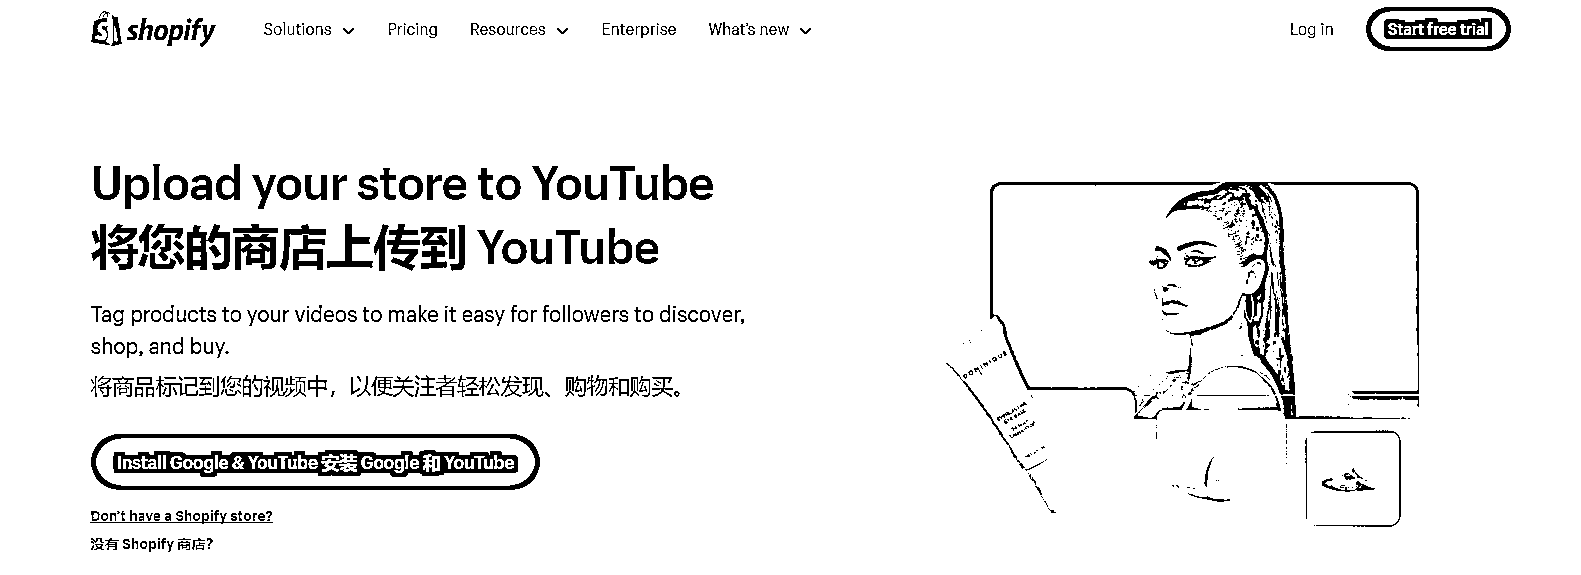 shopify Solutions Pricing Resources Enterprise What's new Log in Start free trial
Upload your store to YouTube
将您的商店上传到 YouTube
Tag products to your videos to make it easy for followers to discover,
shop, and buy.
将商品标记到您的视频中，以便关注者轻松发现、购物和购买。
Install Google & YouTube 安装 Google 和 YouTube
Don't have a Shopify store?
没有 Shopify 商店?
DOMINIQUE